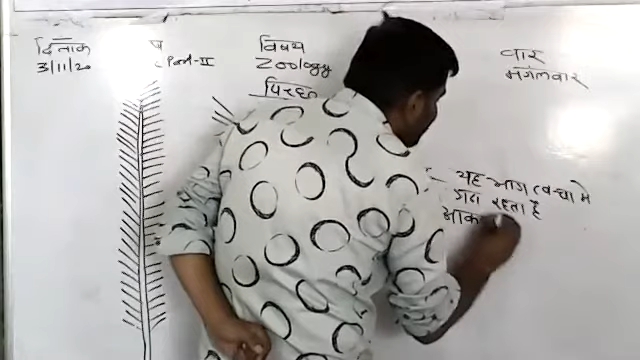 दिनांक
3/11/20
Part-II
विषय
Zoology
पिच्छ
वार
मंगलवार
यह भाग त्वचा मे
रहता है